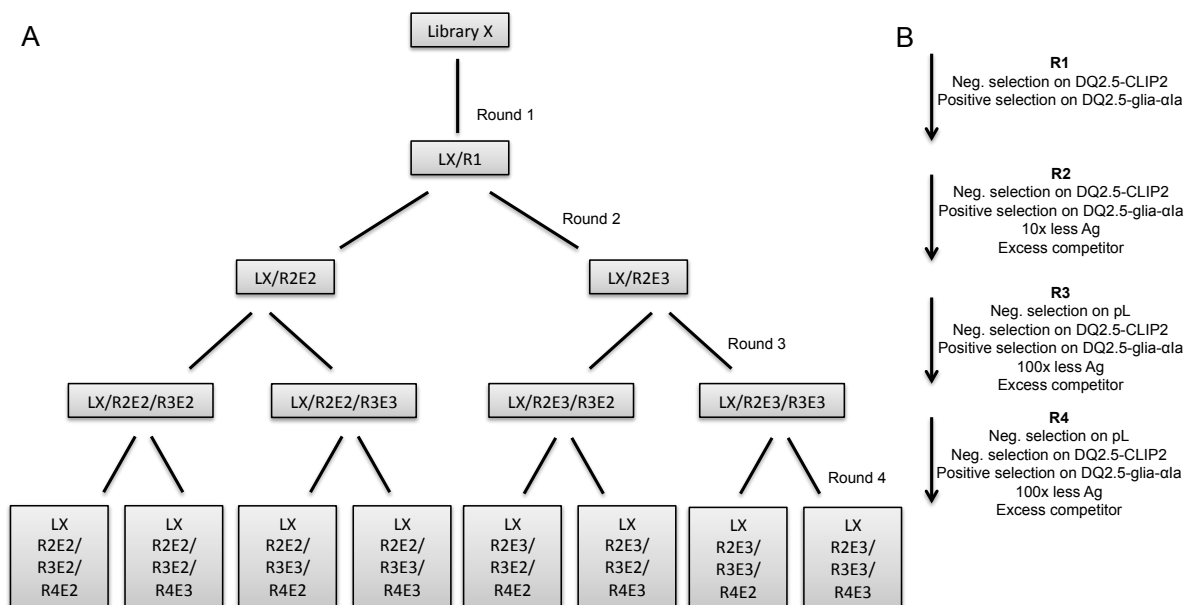 A
Library X
Round 1
LX/R1
Round 2
LX/R2E2
LX/R2E3
Round 3
LX/R2E2/R3E2
LX/R2E2/R3E3
LX/R2E3/R3E2
LX/R2E3/R3E3
Round 4
LX
R2E2/
R3E2/
R4E2
LX
R2E2/
R3E2/
R4E3
LX
R2E2/
R3E3/
R4E2
LX
R2E2/
R3E3/
R4E3
LX
R2E3/
R3E2/
R4E2
LX
R2E3/
R3E2/
R4E3
LX
R2E3/
R3E3/
R4E2
LX
R2E3/
R3E3/
R4E3
B
R1
Neg. selection on DQ2.5-CLIP2
Positive selection on DQ2.5-glia-αla
R2
Neg. selection on DQ2.5-CLIP2
Positive selection on DQ2.5-glia-αla
10x less Ag
Excess competitor
R3
Neg. selection on pL
Neg. selection on DQ2.5-CLIP2
Positive selection on DQ2.5-glia-αla
100x less Ag
Excess competitor
R4
Neg. selection on pL
Neg. selection on DQ2.5-CLIP2
Positive selection on DQ2.5-glia-αla
100x less Ag
Excess competitor